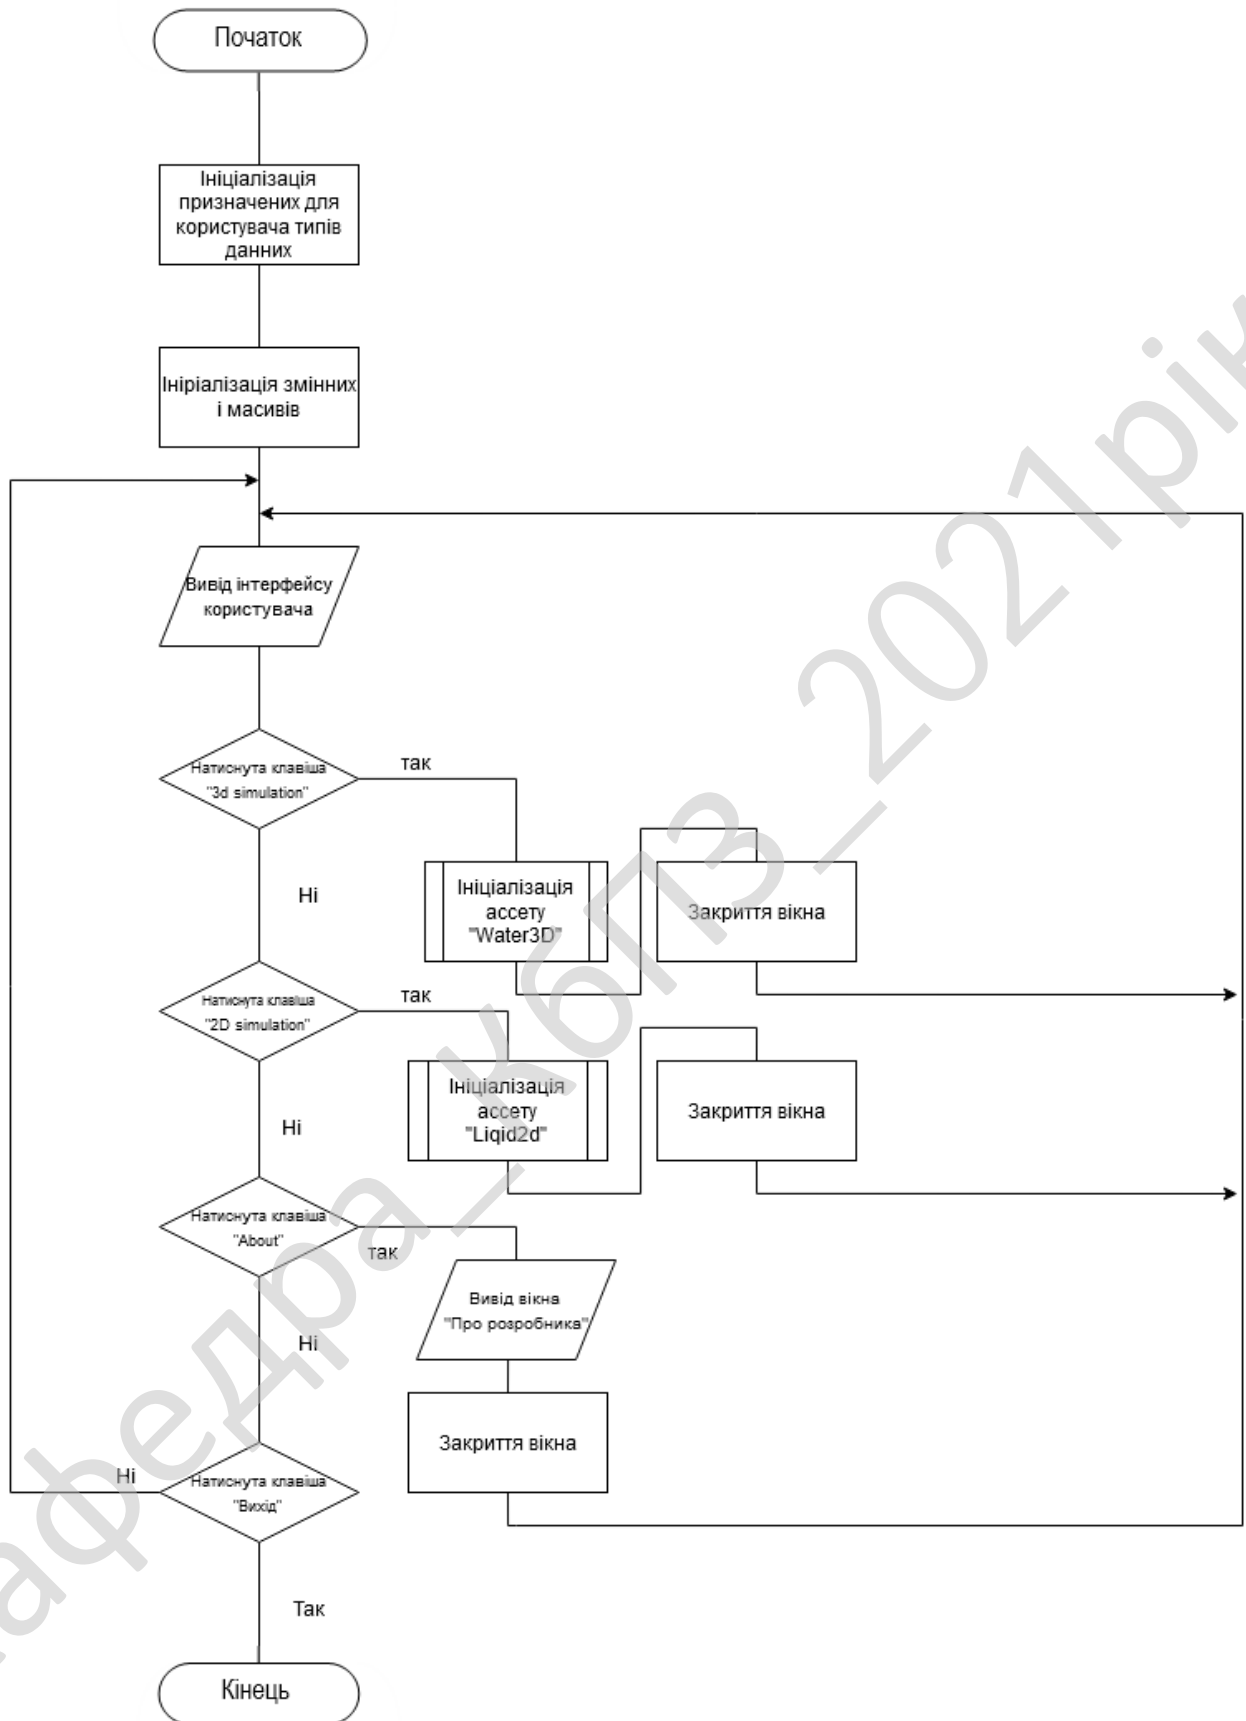 Початок
Ініціалізація
призначених для
користувача типів
данних
Ініріалізація змінних
і масивів
Вивід інтерфейсу
користувача
Натиснута клавіша
"3d simulation"
так
Ні
Ініціалізація
ассету
"Water3D"
Закриття вікна
Натиснута клавіша
"2D simulation"
так
Ні
Ініціалізація
ассету
"Liqid2d"
Закриття вікна
Натиснута клавіша
"About"
так
Ні
Вивід вікна
"Про розробника"
Закриття вікна
Натиснута клавіша
"Вихід"
Ні
Так
Кінець
афедра_КбПЗ_2021рік